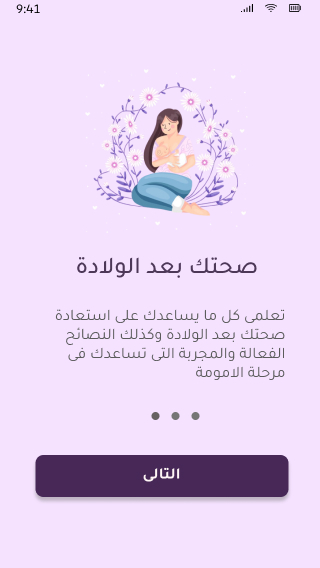 9:41
صحتك بعد الولادة
تعلمى كل ما يساعدك على استعادة
صحتك بعد الولادة وكذلك النصائح
الفعالة والمجربة التى تساعدك فى
مرحلة الامومة
التالى